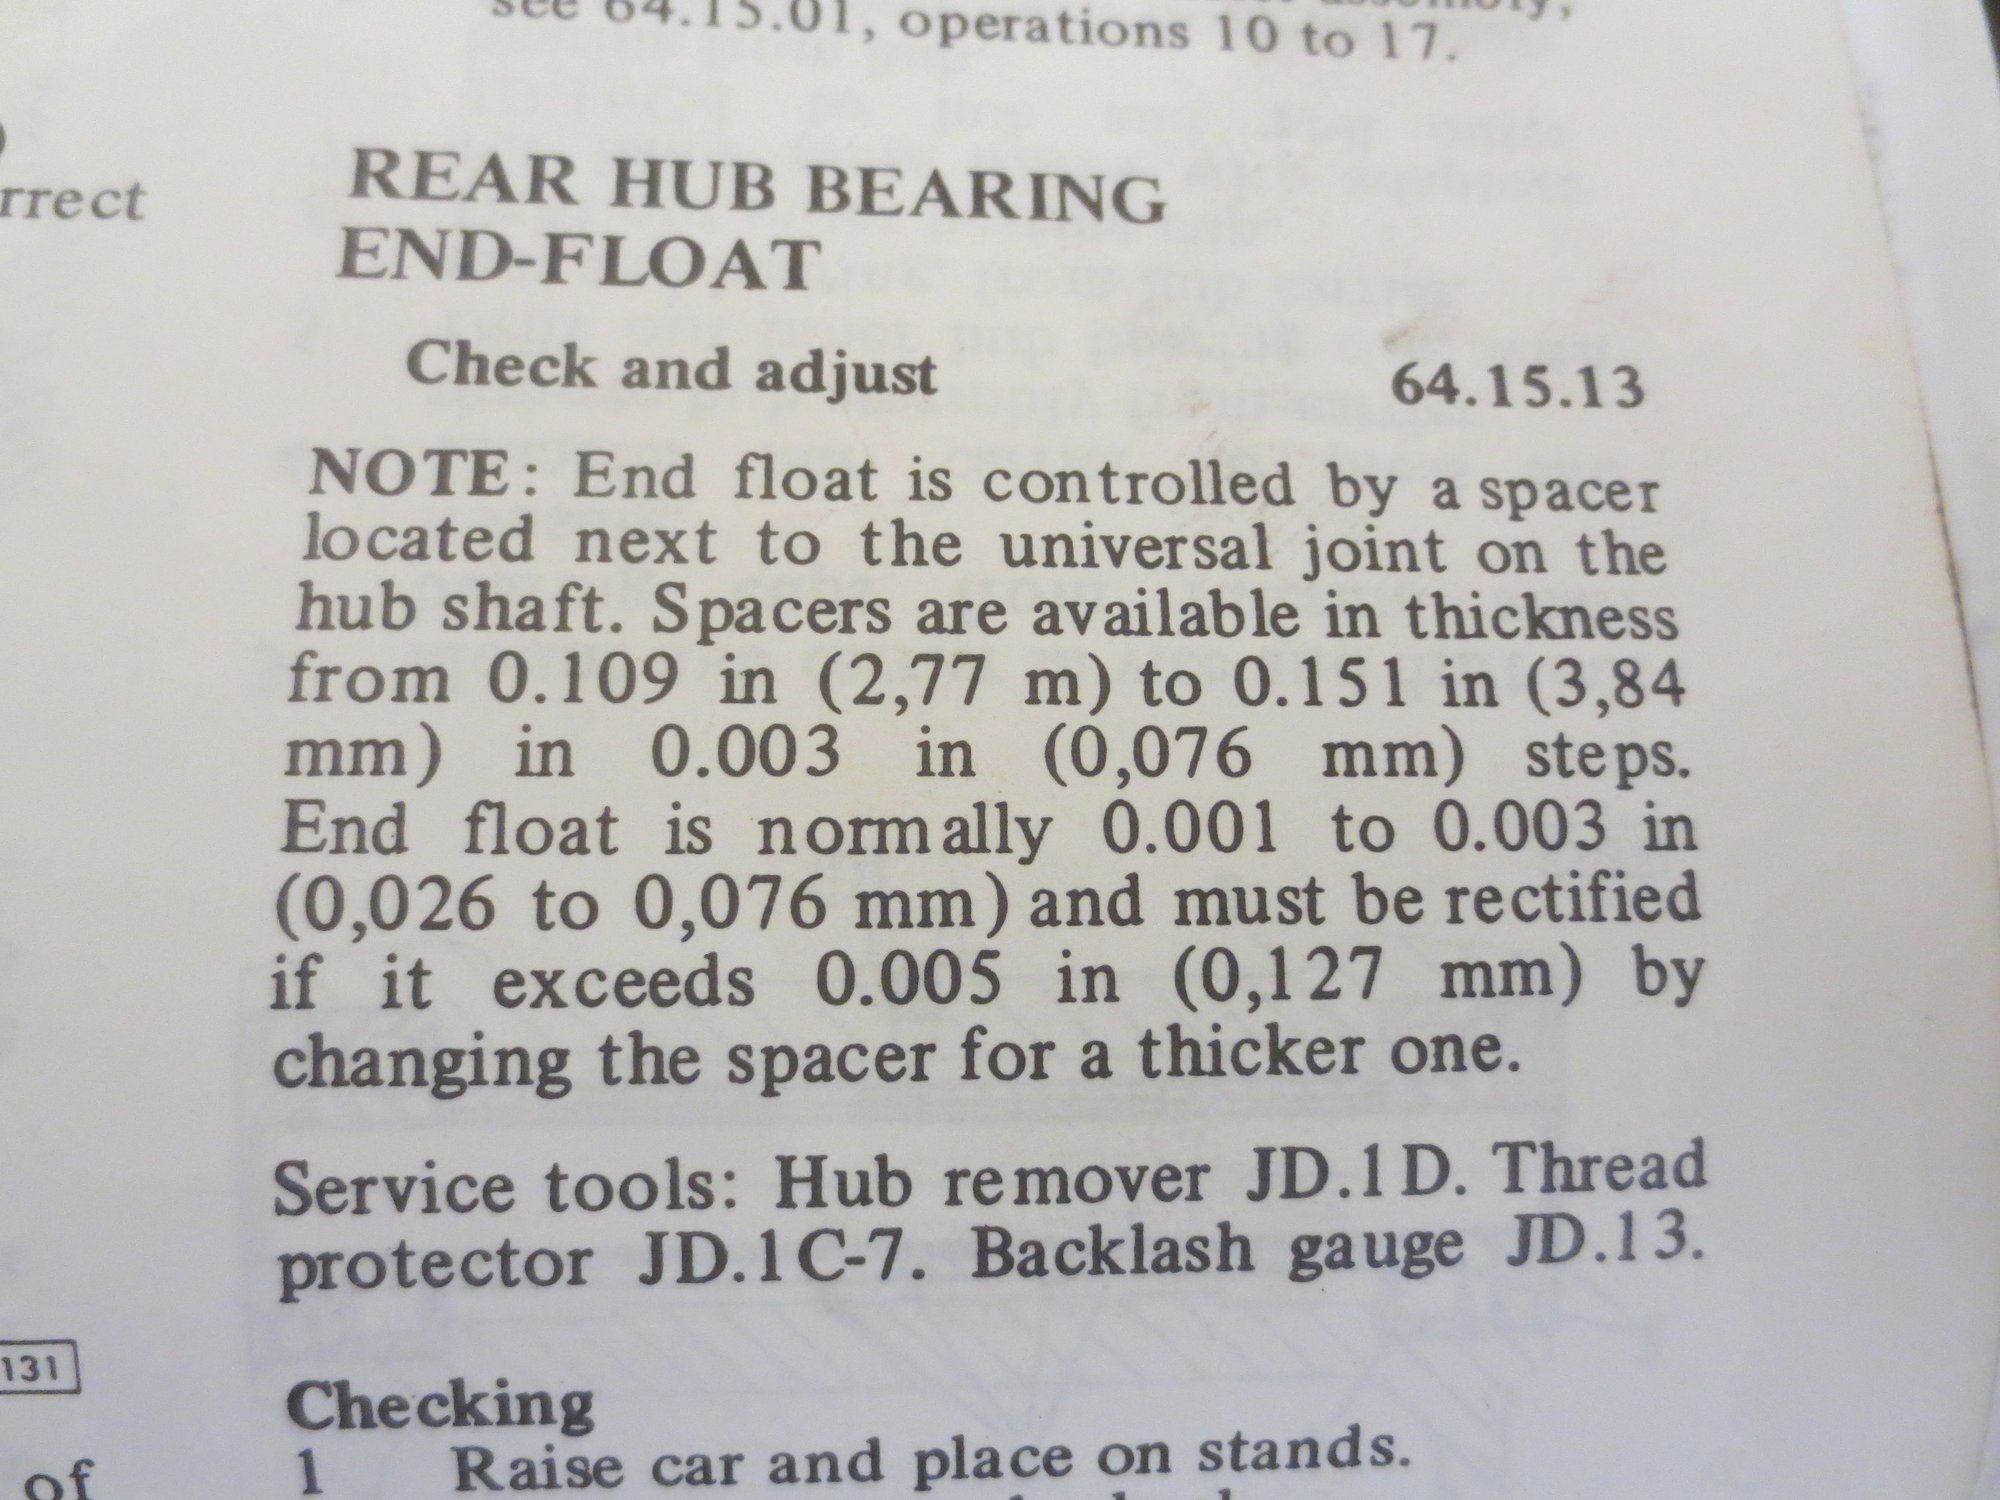 see 64.15.01, operations 10 to 17.
rrect
REAR HUB BEARING
END-FLOAT
Check and adjust 64.15.13
NOTE: End float is controlled by a spacer
located next to the universal joint on the
hub shaft. Spacers are available in thickness
from 0.109 in (2,77 m) to 0.151 in (3,84
mm) in 0.003 in (0,076 mm) steps.
End float is normally 0.001 to 0.003 in
(0,026 to 0,076 mm) and must be rectified
if it exceeds 0.005 in (0,127 mm) by
changing the spacer for a thicker one.
Service tools: Hub remover JD.1D. Thread
protector JD.1C-7. Backlash gauge JD.13.
131
Checking
1 Raise car and place on stands.
of